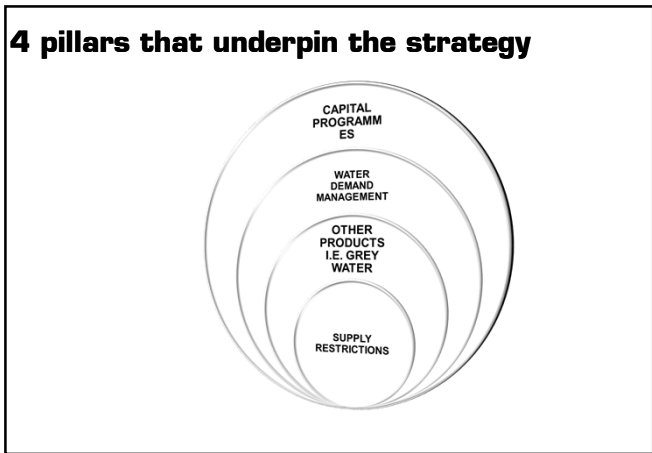 4 pillars that underpin the strategy
CAPITAL
PROGRAMM
ES
WATER
DEMAND
MANAGEMENT
OTHER
PRODUCTS
I.E. GREY
WATER
SUPPLY
RESTRICTIONS